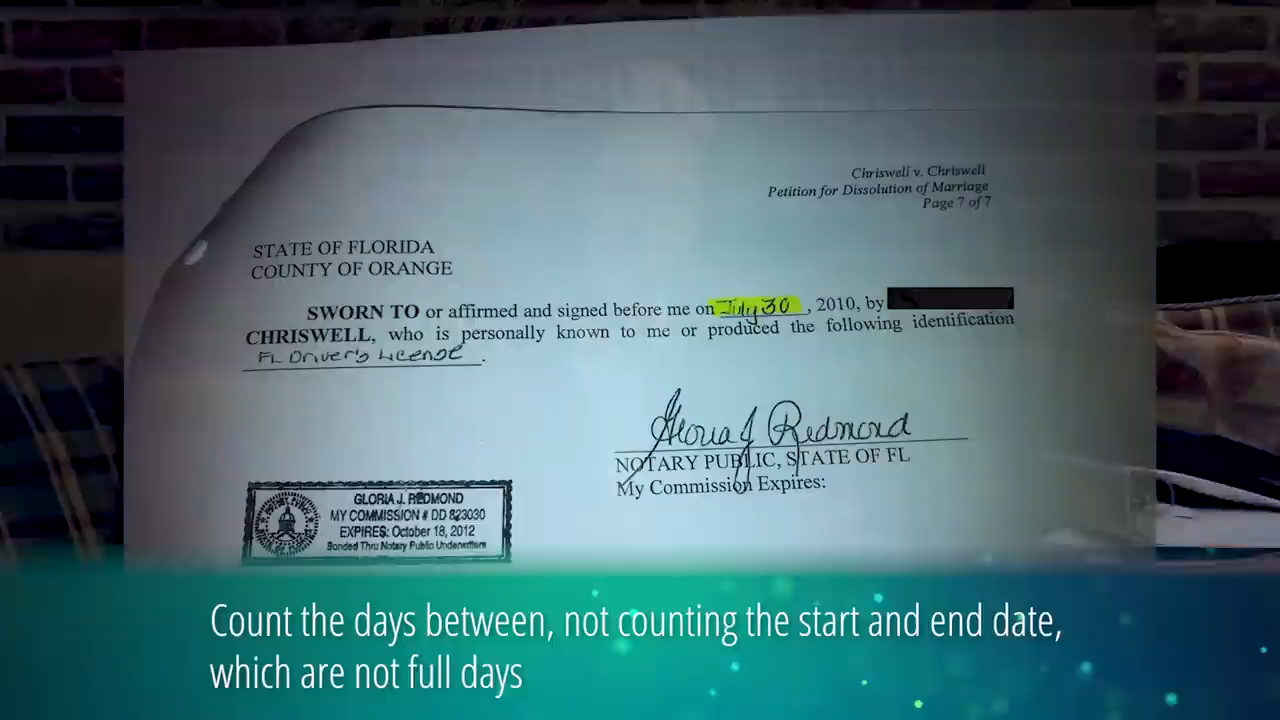 Chriswell v. Chriswell
Petition for Dissolution of Marriage
Page 7 of 7
STATE OF FLORIDA
COUNTY OF ORANGE
SWORN TO or affirmed and signed before me on July 30, 2010, by
CHRISWELL, who is personally known to me or produced the following identification
FL Driver's License.
Gloria J Redmond
NOTARY PUBLIC, STATE OF FL
My Commission Expires:
GLORIA J. REDMOND
MY COMMISSION # DD 823030
EXPIRES: October 18, 2012
Bonded Thru Notary Public Underwriters
Count the days between, not counting the start and end date,
which are not full days